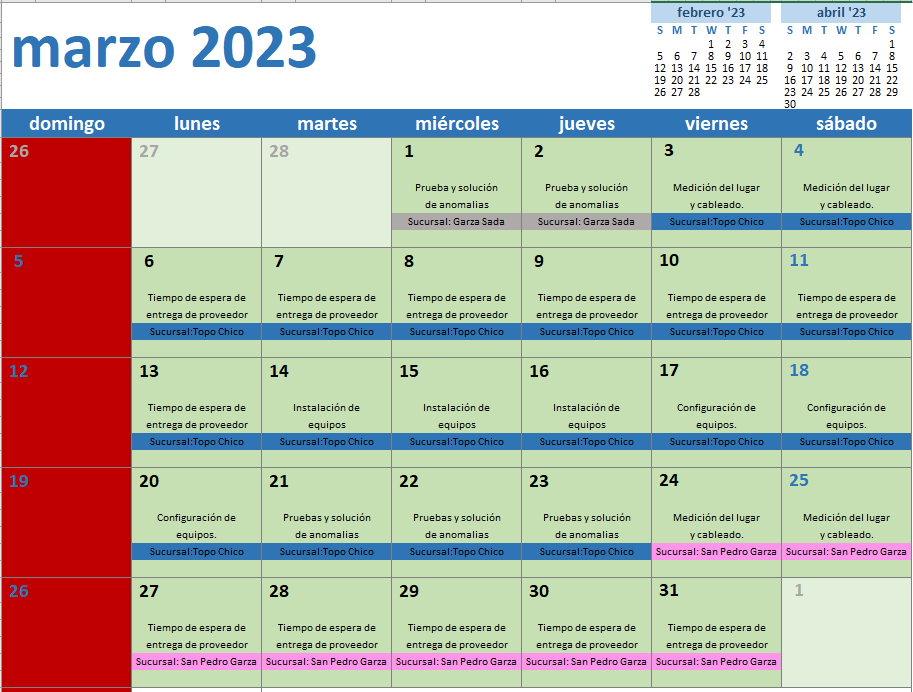 marzo 2023
febrero '23
S M T W T F S
1 2 3 4
5 6 7 8 9 10 11
12 13 14 15 16 17 18
19 20 21 22 23 24 25
26 27 28
abril '23
S M T W T F S
1
2 3 4 5 6 7 8
9 10 11 12 13 14 15
16 17 18 19 20 21 22
23 24 25 26 27 28 29
30
domingo lunes martes miércoles jueves viernes sábado
26 27 28 1 2 3 4
Prueba y solución Prueba y solución Medición del lugar Medición del lugar
de anomalias de anomalias y cableado. y cableado.
Sucursal: Garza Sada Sucursal: Garza Sada Sucursal:Topo Chico Sucursal:Topo Chico
5 6 7 8 9 10 11
Tiempo de espera de Tiempo de espera de Tiempo de espera de Tiempo de espera de Tiempo de espera de Tiempo de espera de
entrega de proveedor entrega de proveedor entrega de proveedor entrega de proveedor entrega de proveedor entrega de proveedor
Sucursal:Topo Chico Sucursal:Topo Chico Sucursal:Topo Chico Sucursal:Topo Chico Sucursal:Topo Chico Sucursal:Topo Chico
12 13 14 15 16 17 18
Tiempo de espera de Instalación de Instalación de Instalación de Configuración de Configuración de
entrega de proveedor equipos equipos equipos equipos. equipos.
Sucursal:Topo Chico Sucursal:Topo Chico Sucursal:Topo Chico Sucursal:Topo Chico Sucursal:Topo Chico Sucursal:Topo Chico
19 20 21 22 23 24 25
Configuración de Pruebas y solución Pruebas y solución Pruebas y solución Medición del lugar Medición del lugar
equipos. de anomalias de anomalias de anomalias y cableado. y cableado.
Sucursal:Topo Chico Sucursal:Topo Chico Sucursal:Topo Chico Sucursal:Topo Chico Sucursal: San Pedro Garza Sucursal: San Pedro Garza
26 27 28 29 30 31 1
Tiempo de espera de Tiempo de espera de Tiempo de espera de Tiempo de espera de Tiempo de espera de
entrega de proveedor entrega de proveedor entrega de proveedor entrega de proveedor entrega de proveedor
Sucursal: San Pedro Garza Sucursal: San Pedro Garza Sucursal: San Pedro Garza Sucursal: San Pedro Garza Sucursal: San Pedro Garza